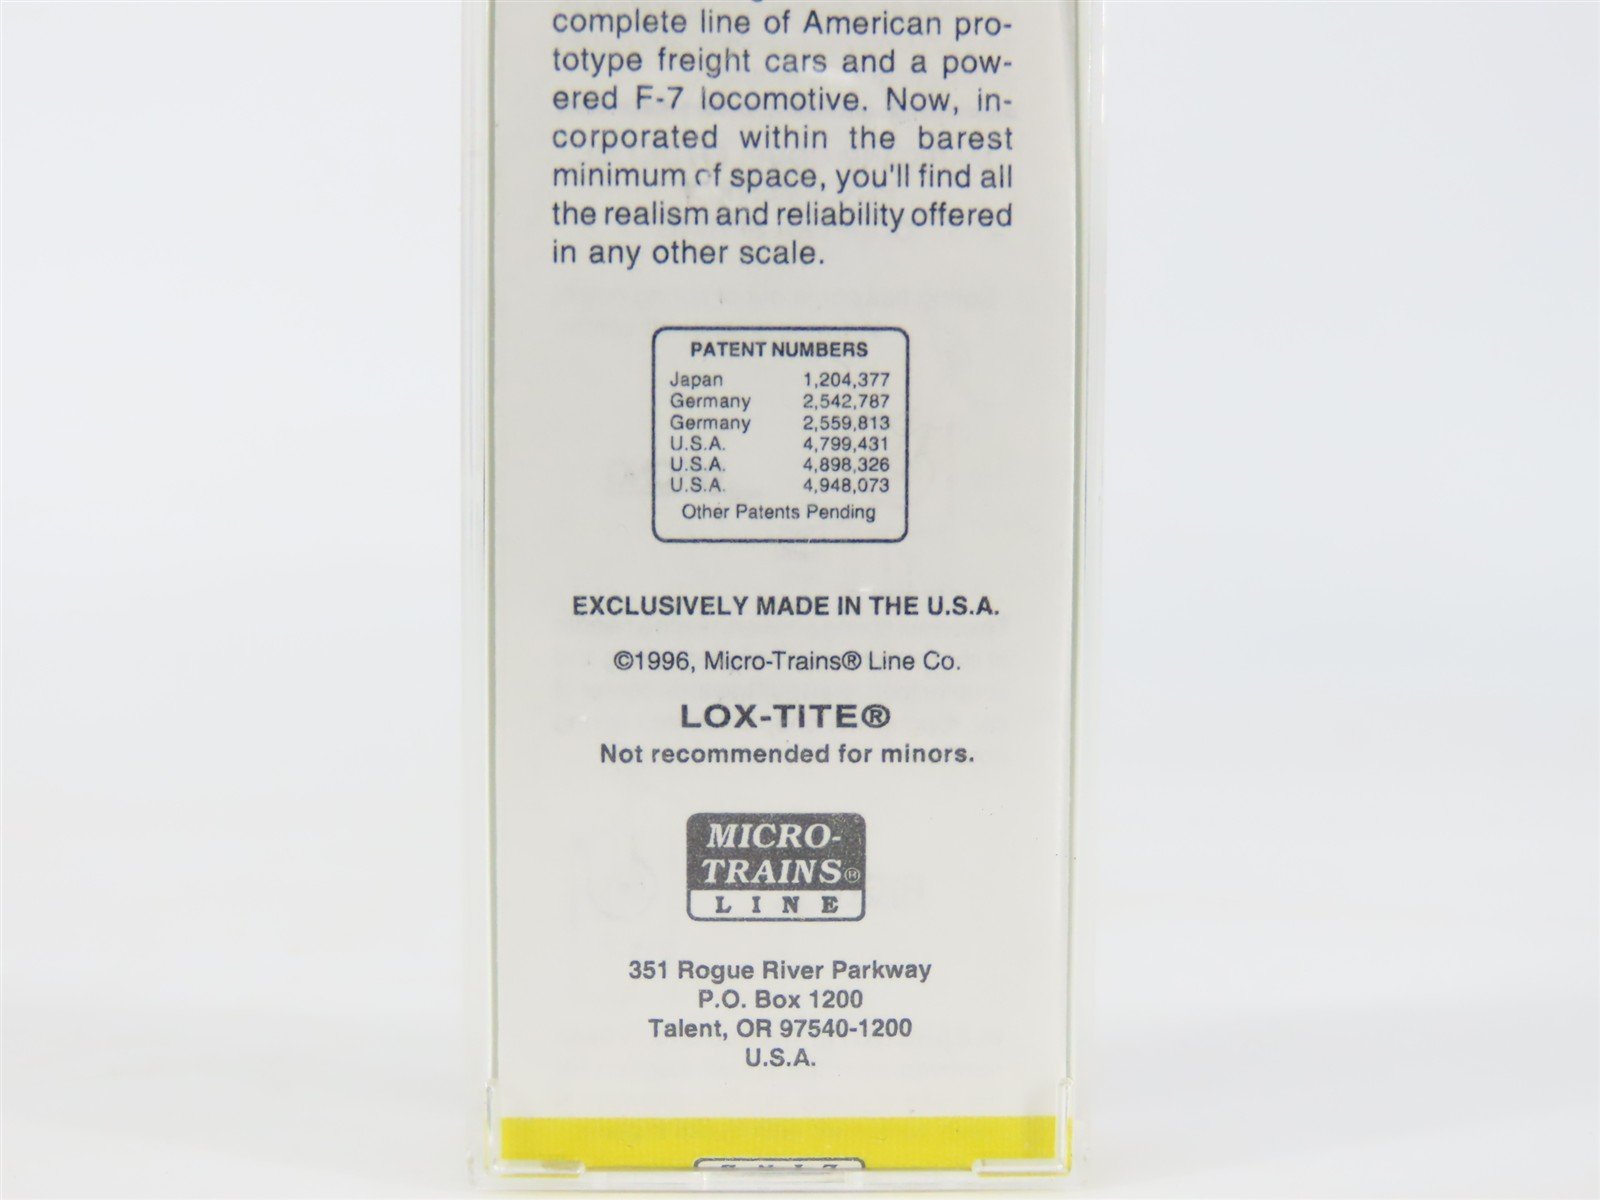 complete line of American pro-
totype freight cars and a pow-
ered F-7 locomotive. Now, in-
corporated within the barest
minimum of space, you'll find all
the realism and reliability offered
in any other scale.
PATENT NUMBERS
Japan 1,204,377
Germany 2,542,787
Germany 2,559,813
U.S.A. 4,799,431
U.S.A. 4,898,326
U.S.A. 4,948,073
Other Patents Pending
EXCLUSIVELY MADE IN THE U.S.A.
©1996, Micro-Trains® Line Co.
LOX-TITE®
Not recommended for minors.
MICRO-
TRAINS®
LINE
351 Rogue River Parkway
P.O. Box 1200
Talent, OR 97540-1200
U.S.A.